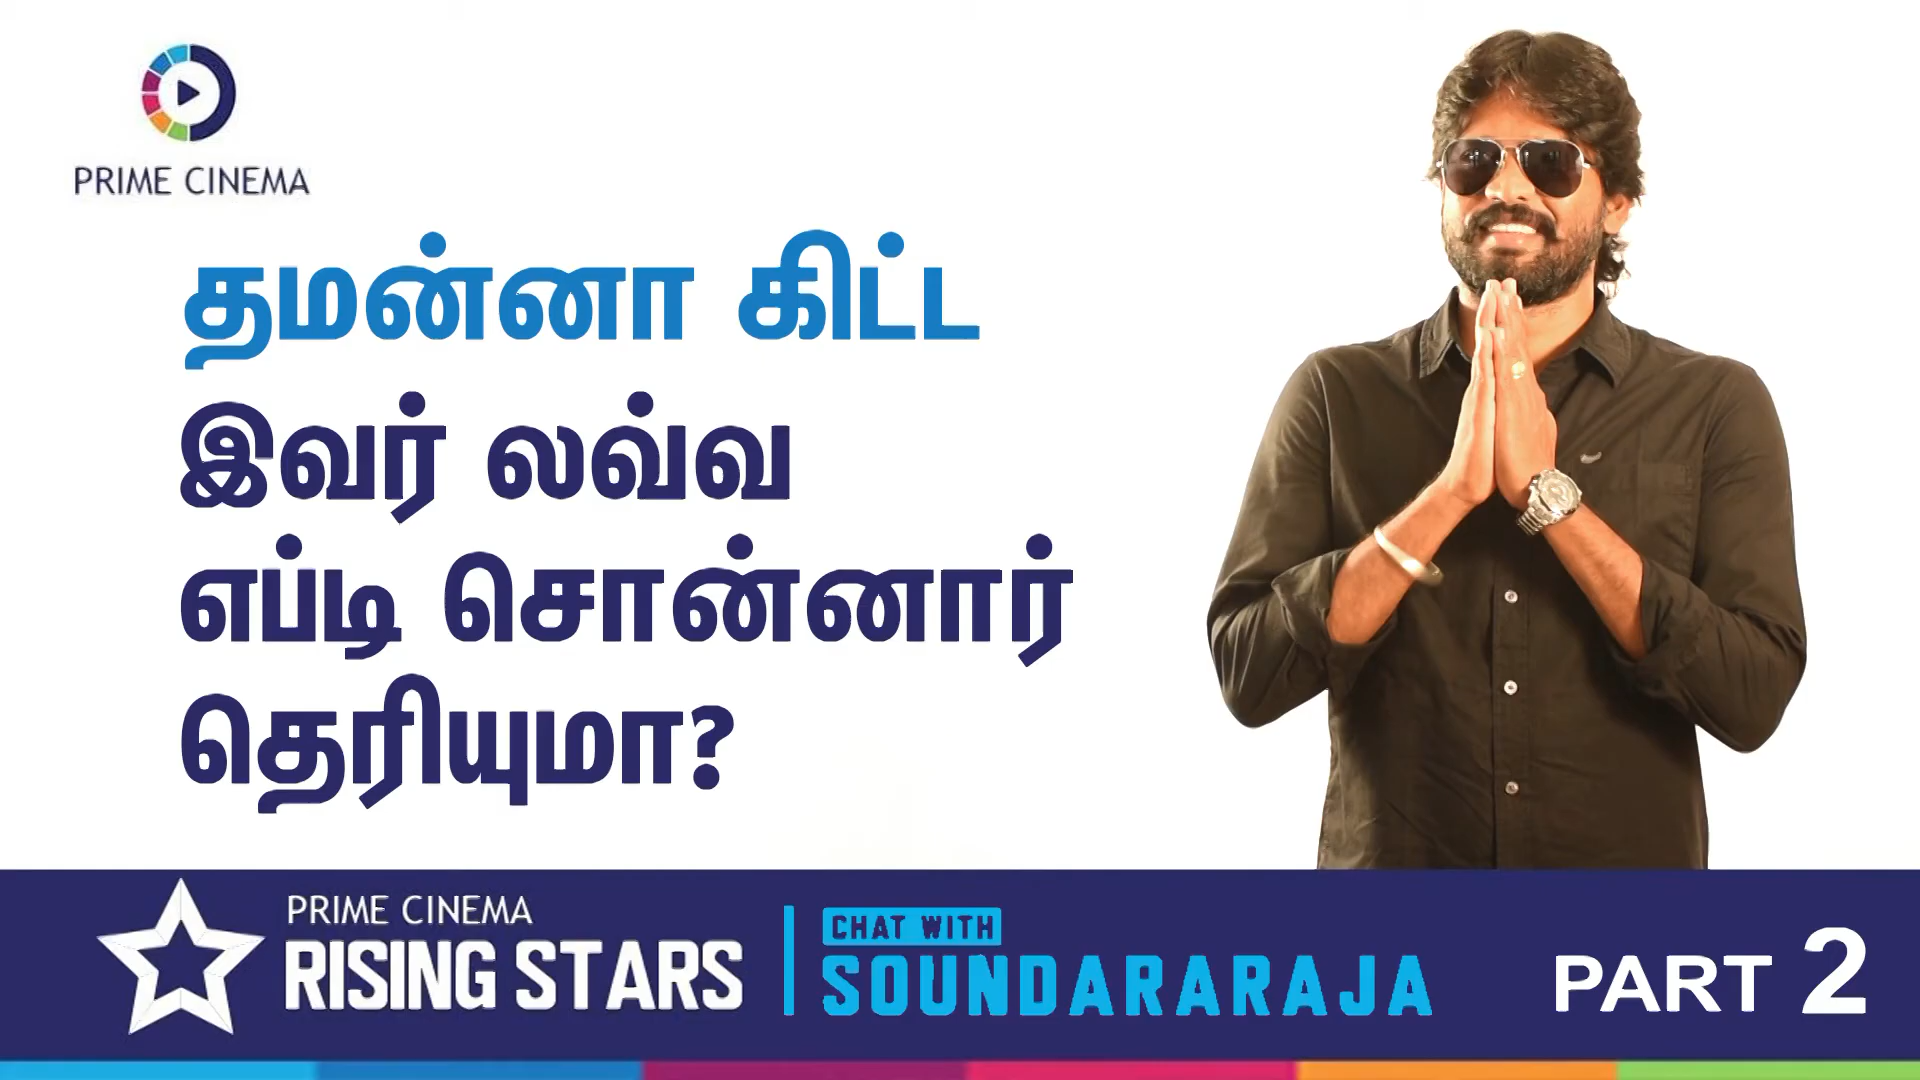 PRIME CINEMA
தமன்னா கிட்ட
இவர் லவ்வ
எப்டி சொன்னார்
தெரியுமா?
PRIME CINEMA
RISING STARS
CHAT WITH
SOUNDARARAJA
PART 2